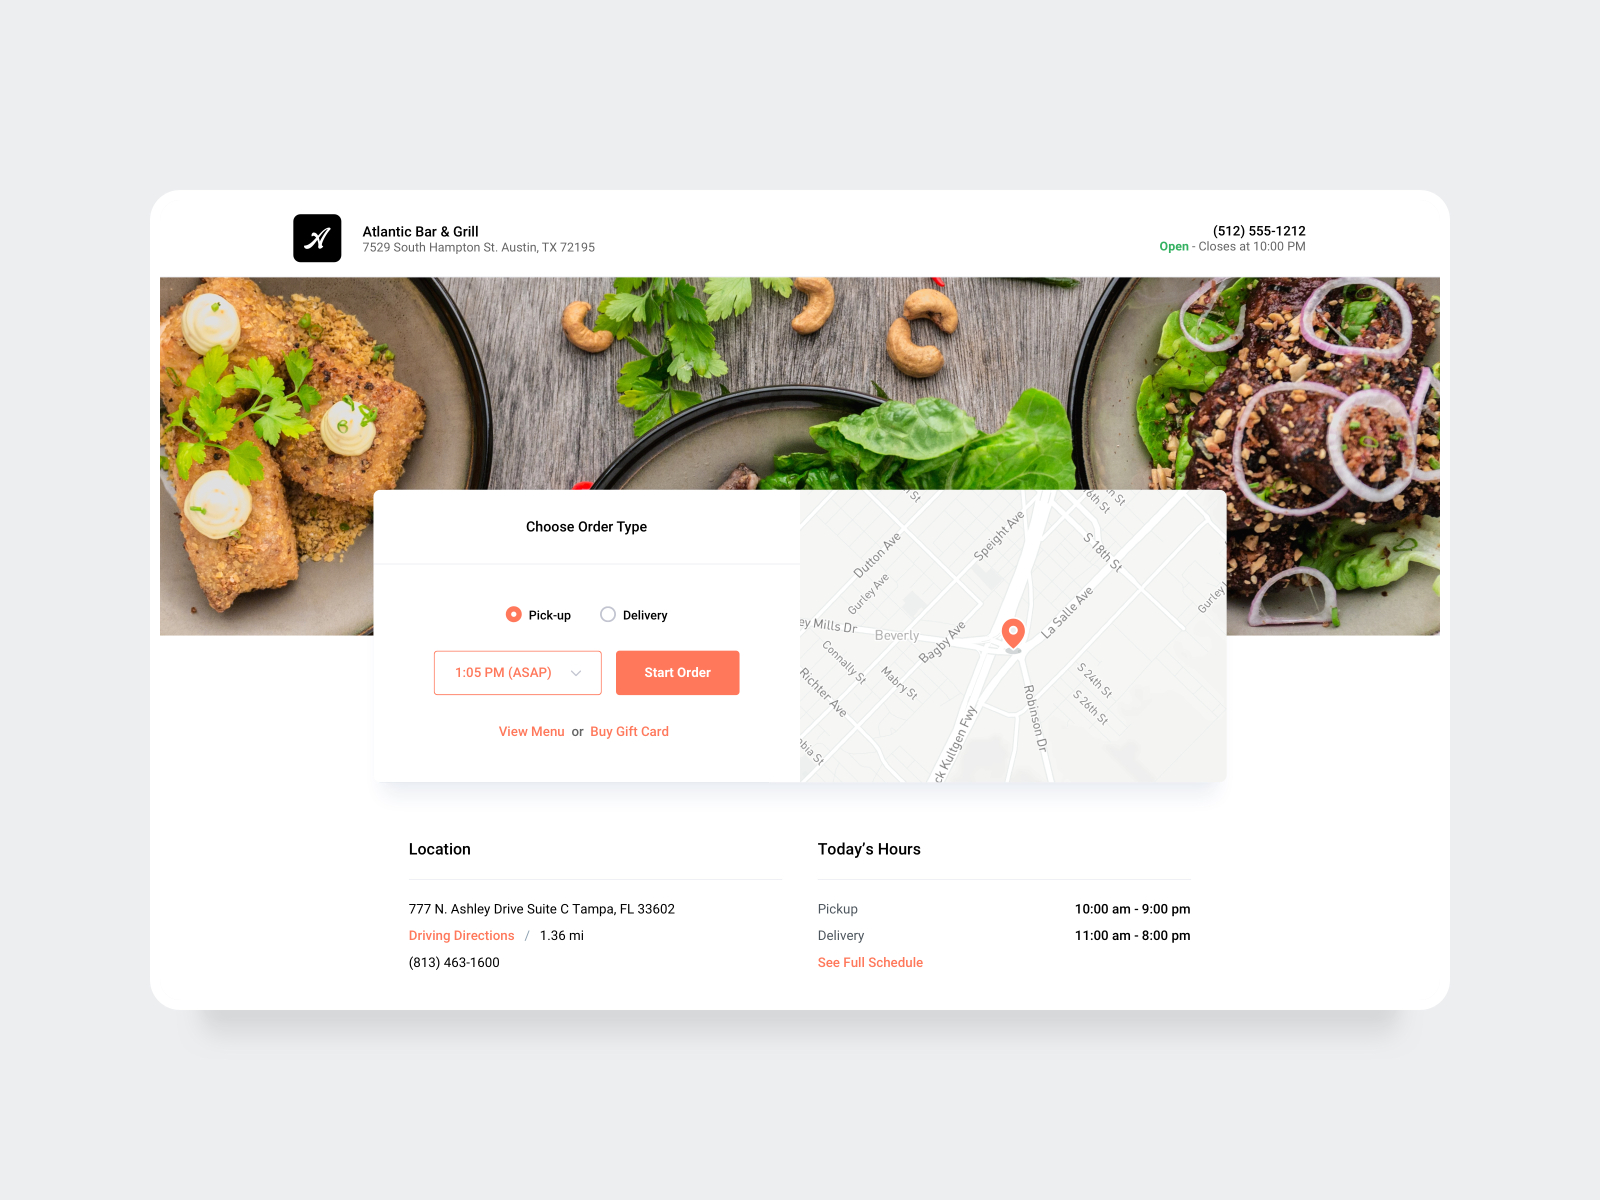 A
Atlantic Bar & Grill
7529 South Hampton St. Austin, TX 72195
(512) 555-1212
Open - Closes at 10:00 PM
Choose Order Type
Pick-up
Delivery
1:05 PM (ASAP)
Start Order
View Menu or Buy Gift Card
Speight Ave
S 18th St
Dutton Ave
Gurley Ave
La Salle Ave
ey Mills Dr
Beverly
Bagby Ave
Connally St
Mabry St
Richter Ave
S 24th St
S 26th St
Robinson Dr
ck Kultgen Fwy
bia St
Location
777 N. Ashley Drive Suite C Tampa, FL 33602
Driving Directions / 1.36 mi
(813) 463-1600
Today’s Hours
Pickup 10:00 am - 9:00 pm
Delivery 11:00 am - 8:00 pm
See Full Schedule